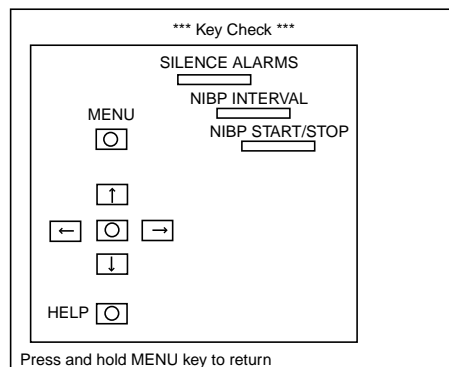 *** Key Check ***
SILENCE ALARMS
NIBP INTERVAL
MENU
NIBP START/STOP
↑
← →
↓
HELP
Press and hold MENU key to return